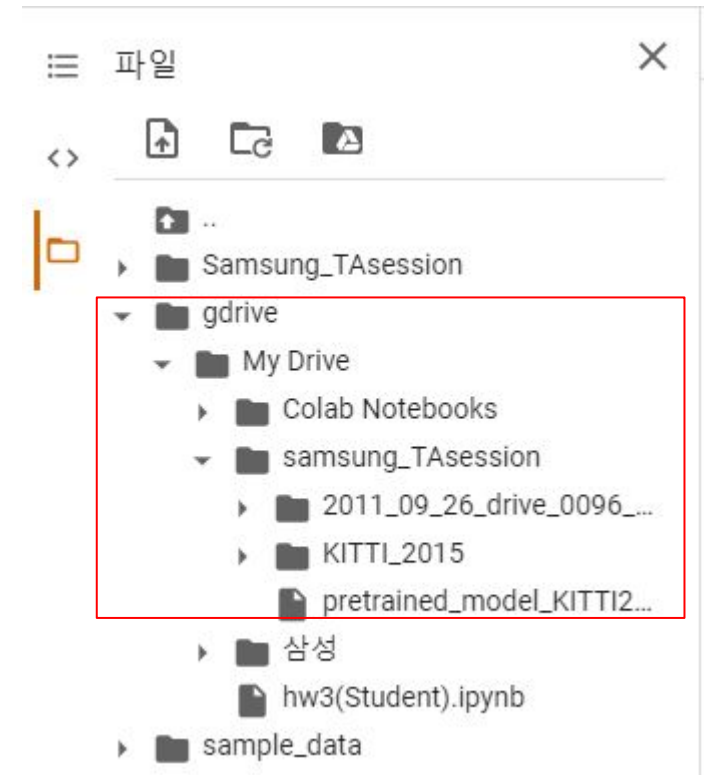 파일
..
Samsung_TAsession
gdrive
My Drive
Colab Notebooks
samsung_TAsession
2011_09_26_drive_0096_...
KITTI_2015
pretrained_model_KITTI2...
삼성
hw3(Student).ipynb
sample_data